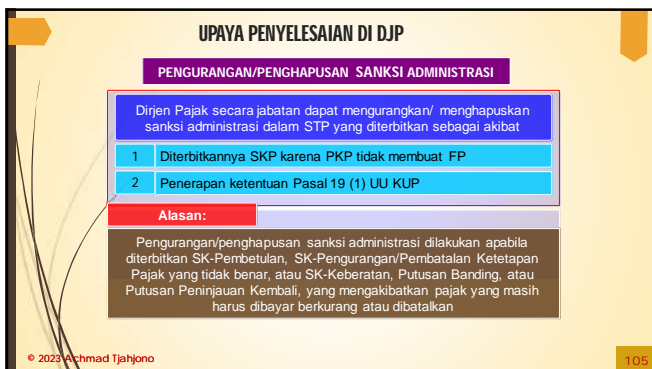 UPAYA PENYELESAIAN DI DJP
PENGURANGAN/PENGHAPUSAN SANKSI ADMINISTRASI
Dirjen Pajak secara jabatan dapat mengurangkan/ menghapuskan
sanksi administrasi dalam STP yang diterbitkan sebagai akibat
1 Diterbitkannya SKP karena PKP tidak membuat FP
2 Penerapan ketentuan Pasal 19 (1) UU KUP
Alasan:
Pengurangan/penghapusan sanksi administrasi dilakukan apabila
diterbitkan SK-Pembetulan, SK-Pengurangan/Pembatalan Ketetapan
Pajak yang tidak benar, atau SK-Keberatan, Putusan Banding, atau
Putusan Peninjauan Kembali, yang mengakibatkan pajak yang masih
harus dibayar berkurang atau dibatalkan
© 2023 Achmad Tjahjono
105